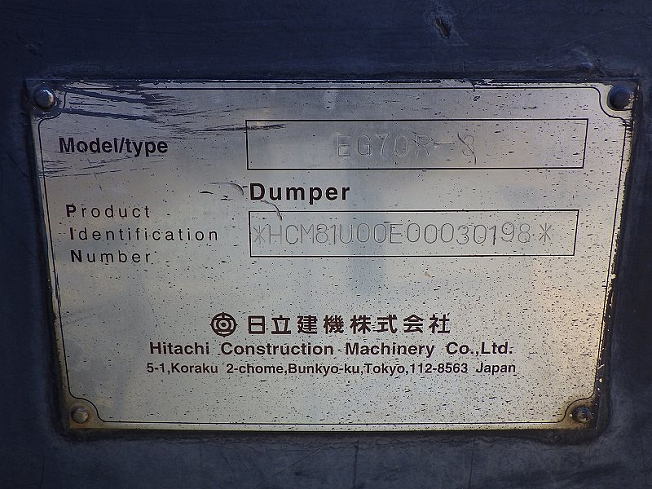 Model/type EG70R-3
Dumper
Product
Identification *HCM81U00E00030198*
Number
日立建機株式会社
Hitachi Construction Machinery Co.,Ltd.
5-1,Koraku 2-chome,Bunkyo-ku,Tokyo,112-8563 Japan